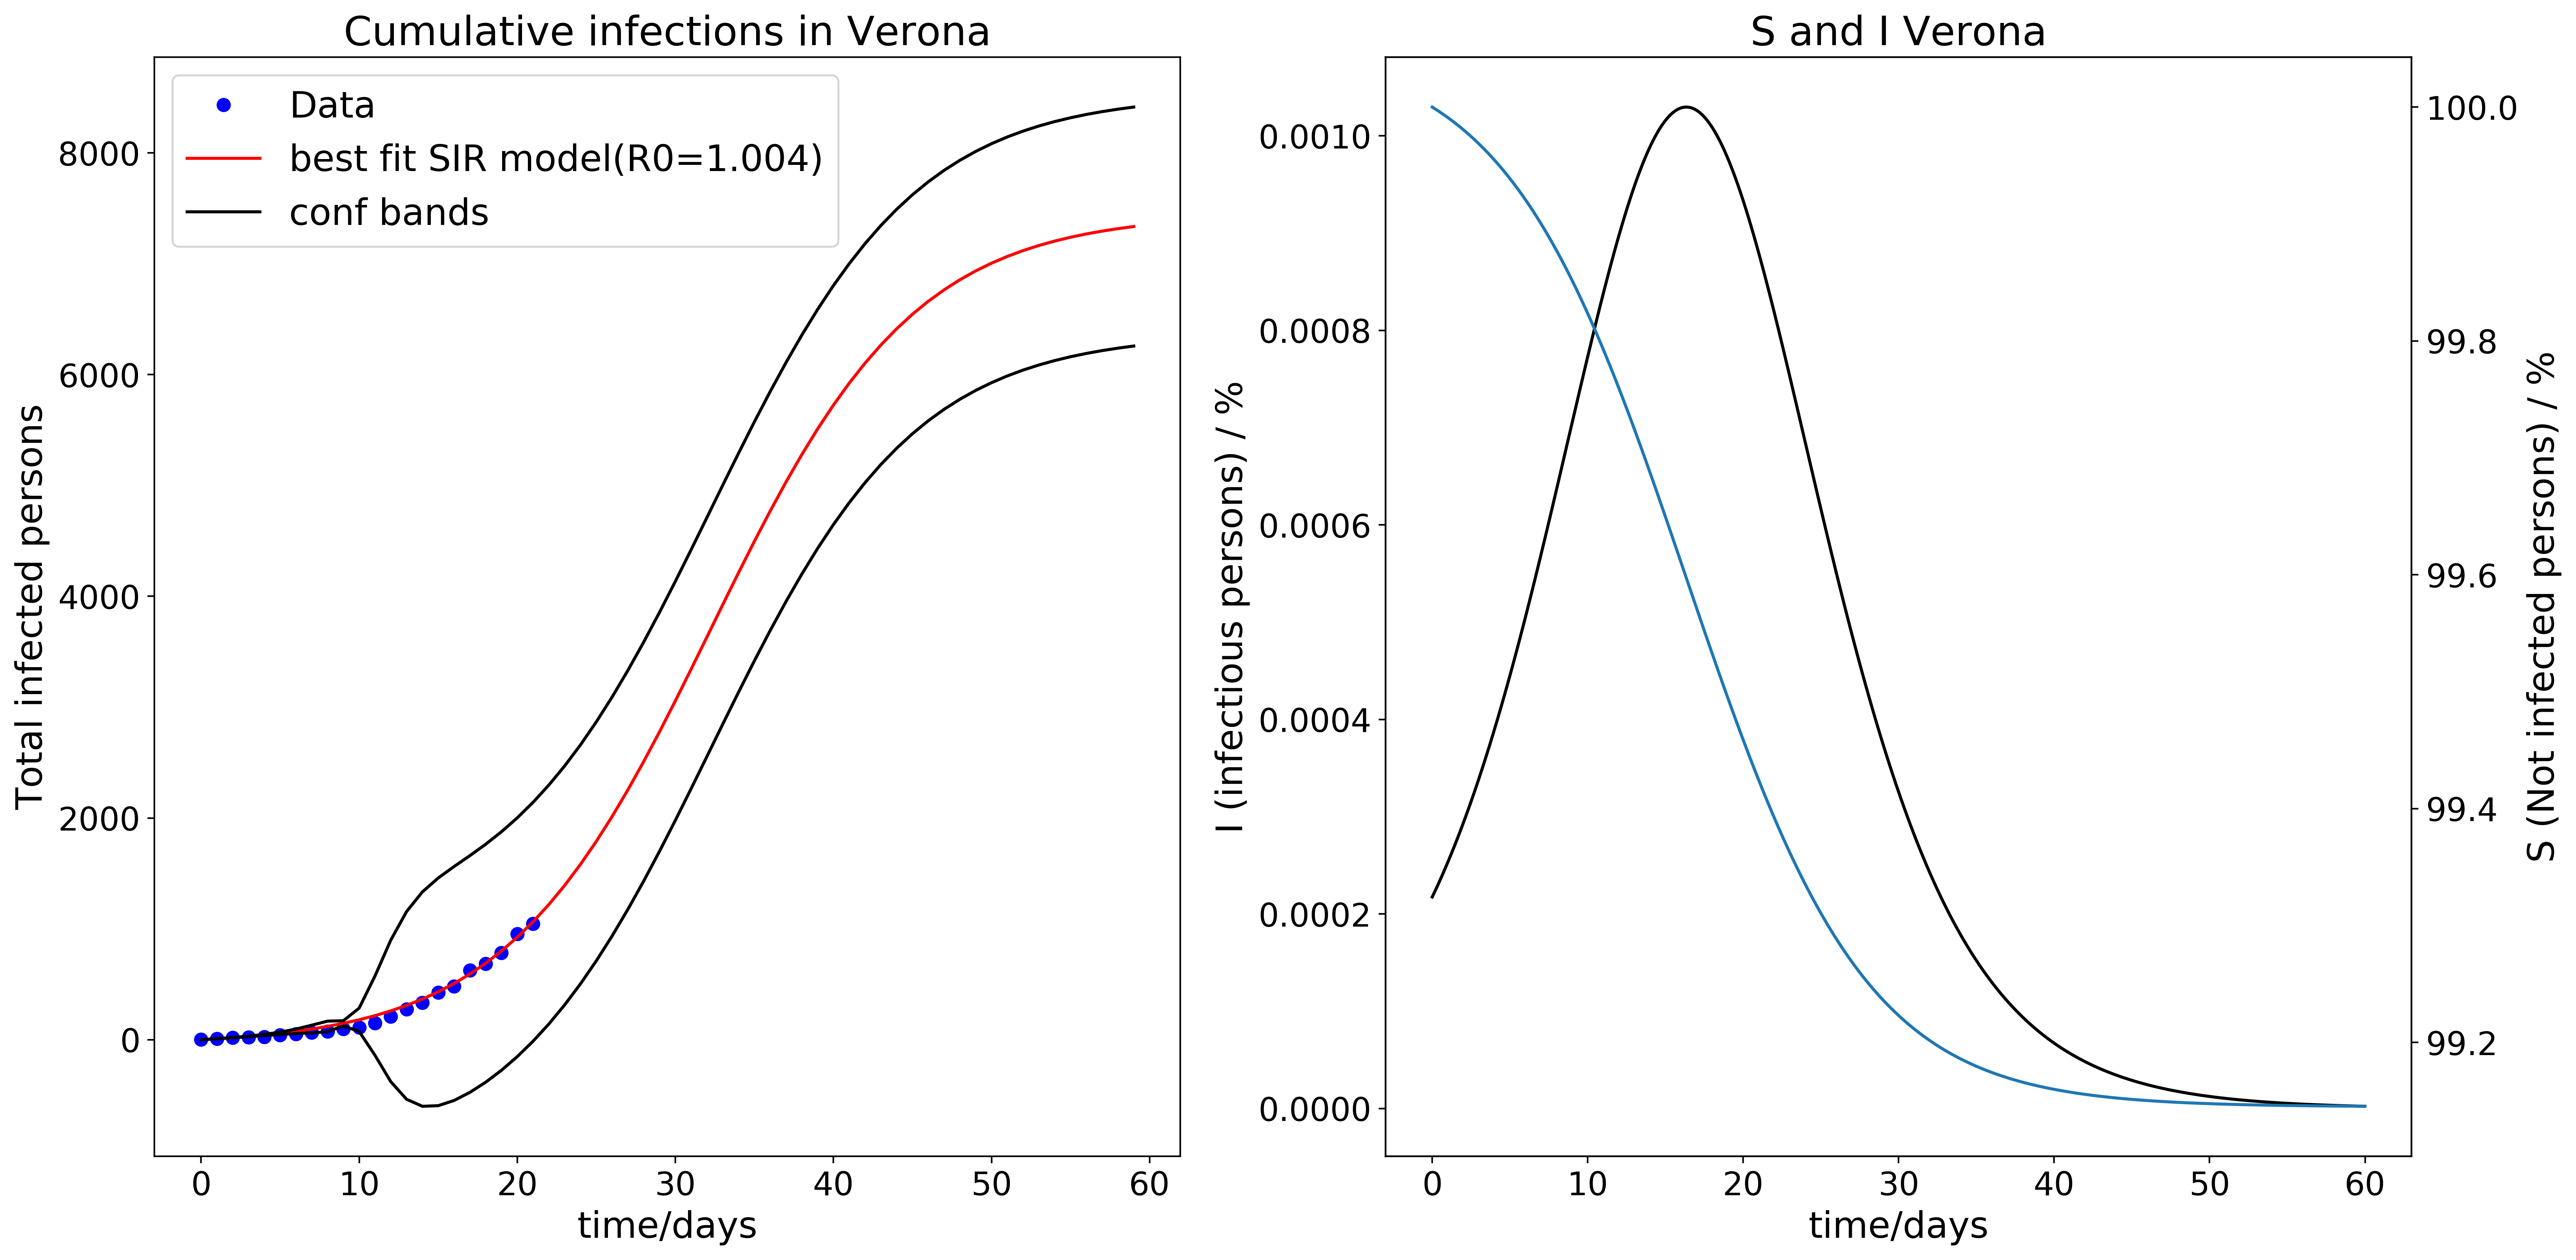 Cumulative infections in Verona
Data
best fit SIR model(R0=1.004)
conf bands
Total infected persons
8000
6000
4000
2000
0
0 10 20 30 40 50 60
time/days
S and I Verona
I (infectious persons) / %
0.0010
0.0008
0.0006
0.0004
0.0002
0.0000
100.0
99.8
99.6
99.4
99.2
S (Not infected persons) / %
0 10 20 30 40 50 60
time/days